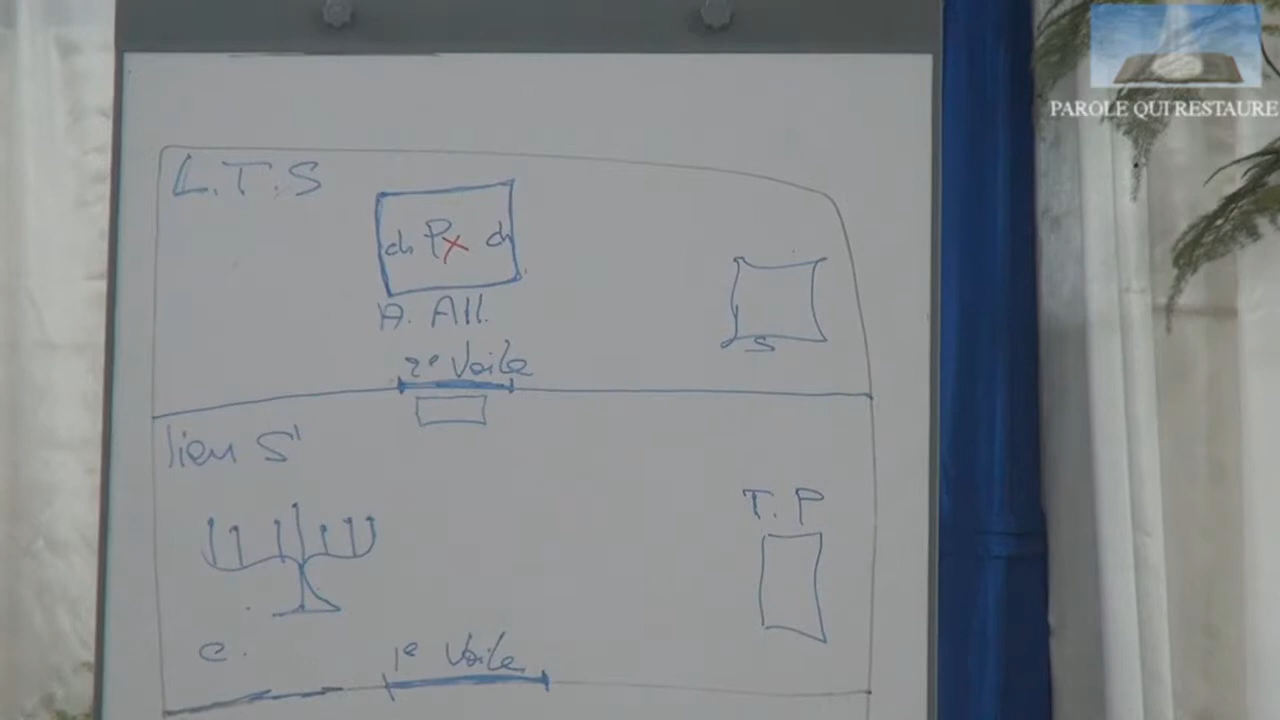 PAROLE QUI RESTAURE
L.T.S
ch P ch
A. All.
S
2e Voile
lieu S
T.P
C.
1e Voile